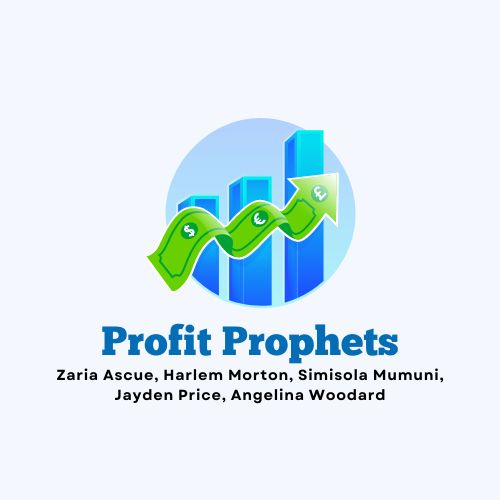 $
€
£
Profit Prophets
Zaria Ascue, Harlem Morton, Simisola Mumuni,
Jayden Price, Angelina Woodard